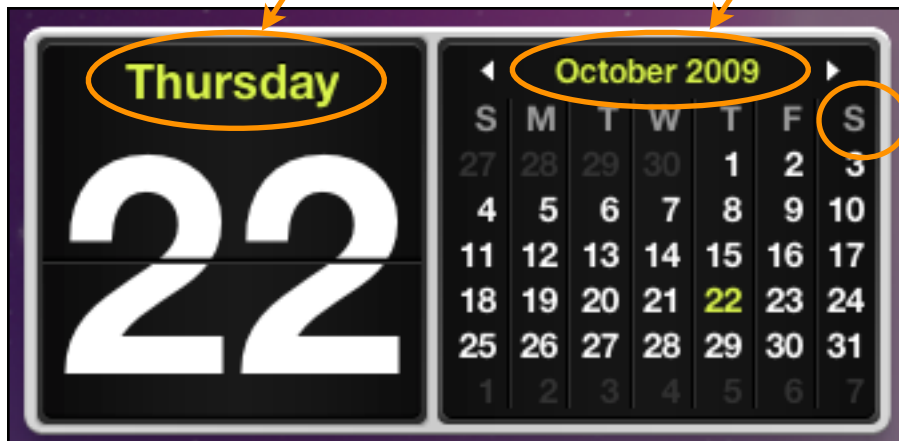 Thursday
22
October 2009
S M T W T F S
27 28 29 30 1 2 3
4 5 6 7 8 9 10
11 12 13 14 15 16 17
18 19 20 21 22 23 24
25 26 27 28 29 30 31
1 2 3 4 5 6 7